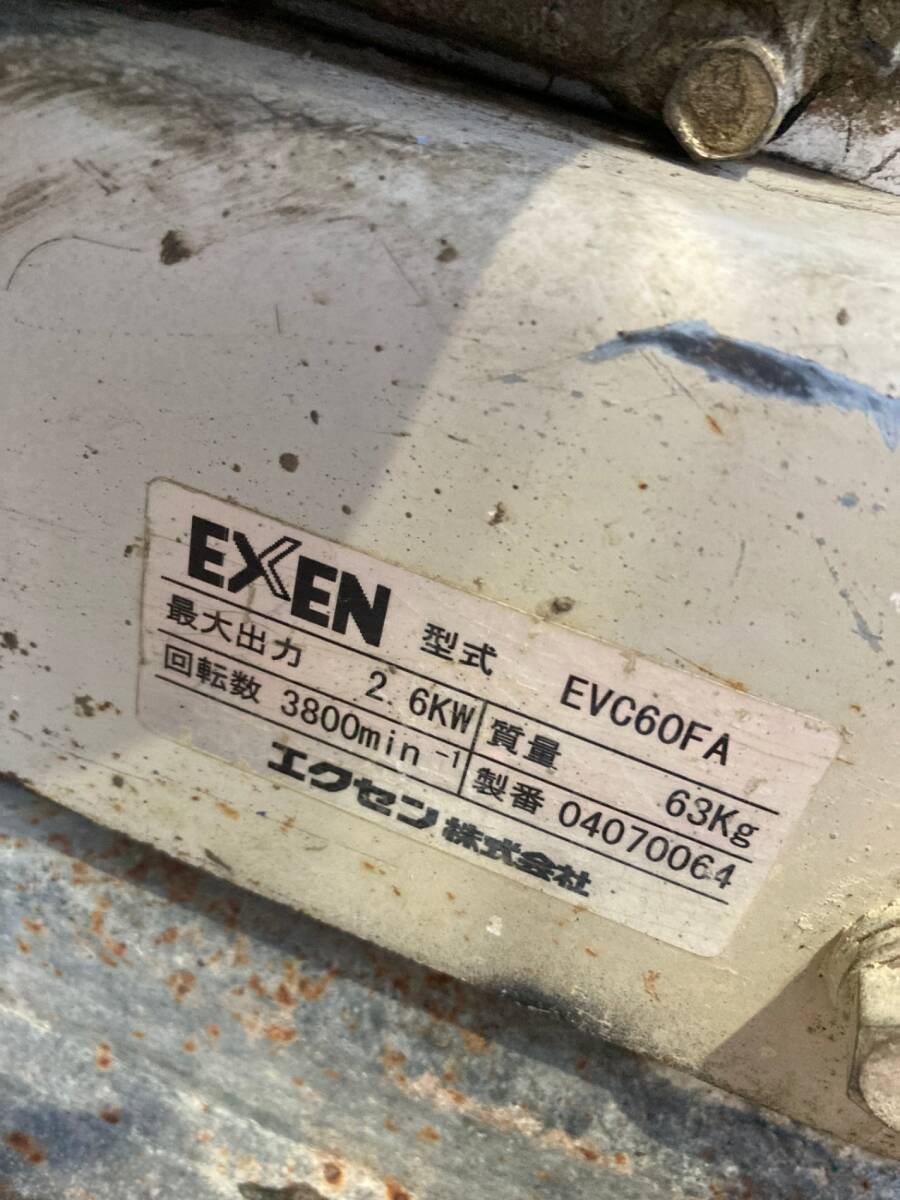 EXEN 型式 EVC60FA
最大出力 2.6KW 質量 63Kg
回転数 3800min⁻¹ 製番 04070064
エクセン株式会社